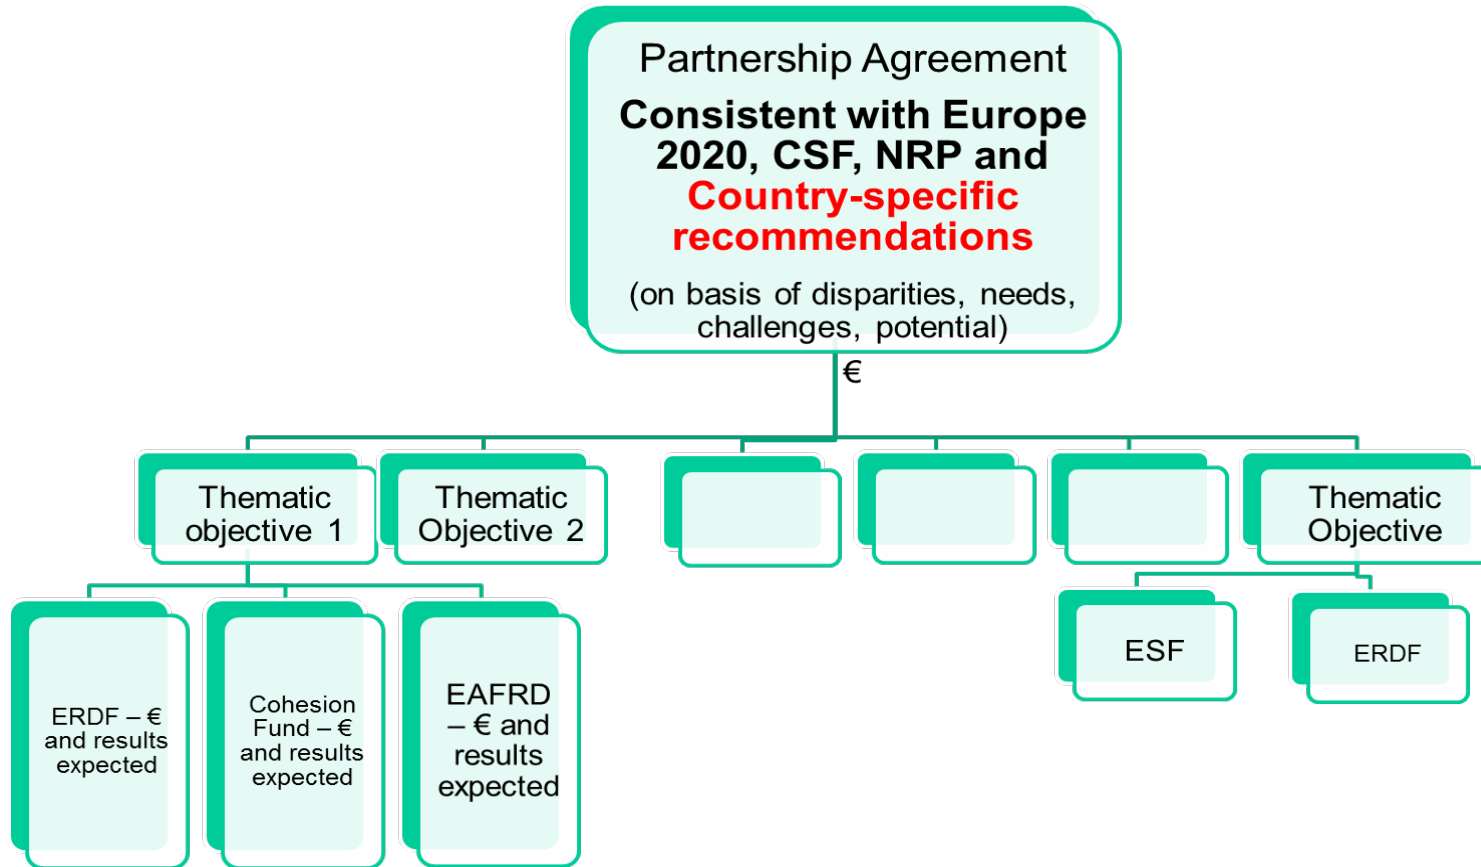 Partnership Agreement
Consistent with Europe
2020, CSF, NRP and
Country-specific
recommendations
(on basis of disparities, needs,
challenges, potential)
€
Thematic
objective 1
Thematic
Objective 2
Thematic
Objective
ERDF – €
and results
expected
Cohesion
Fund – €
and results
expected
EAFRD
– € and
results
expected
ESF
ERDF